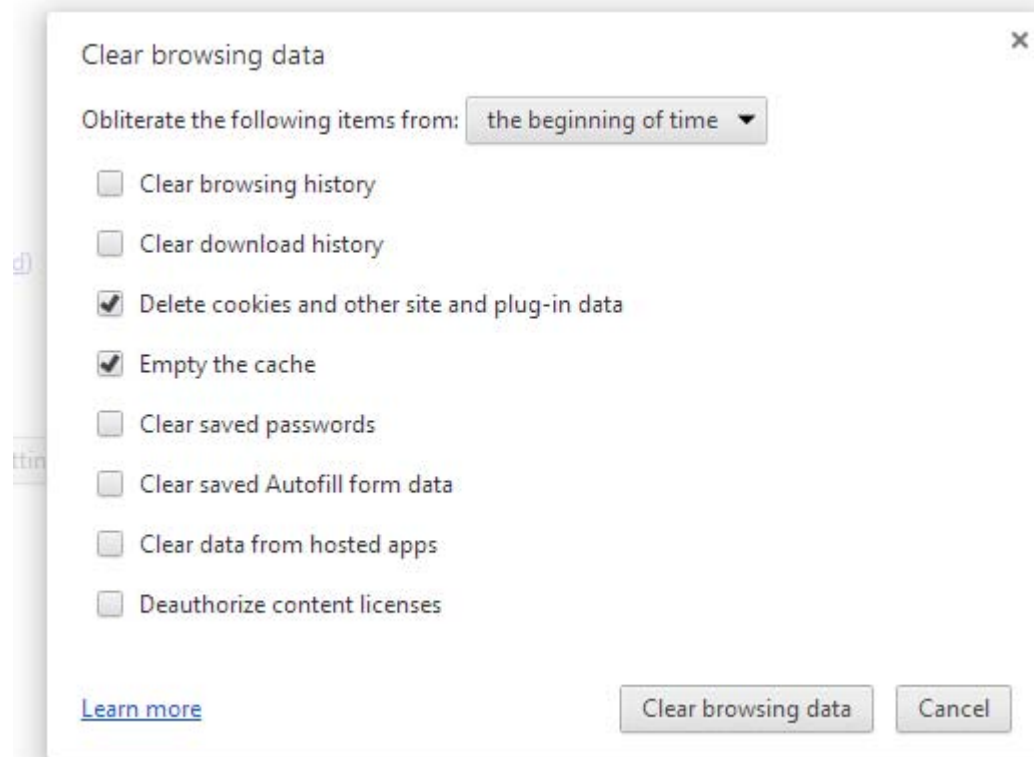 Clear browsing data
Obliterate the following items from: the beginning of time
Clear browsing history
Clear download history
d)
Delete cookies and other site and plug-in data
Empty the cache
Clear saved passwords
ttin
Clear saved Autofill form data
Clear data from hosted apps
Deauthorize content licenses
Learn more Clear browsing data Cancel